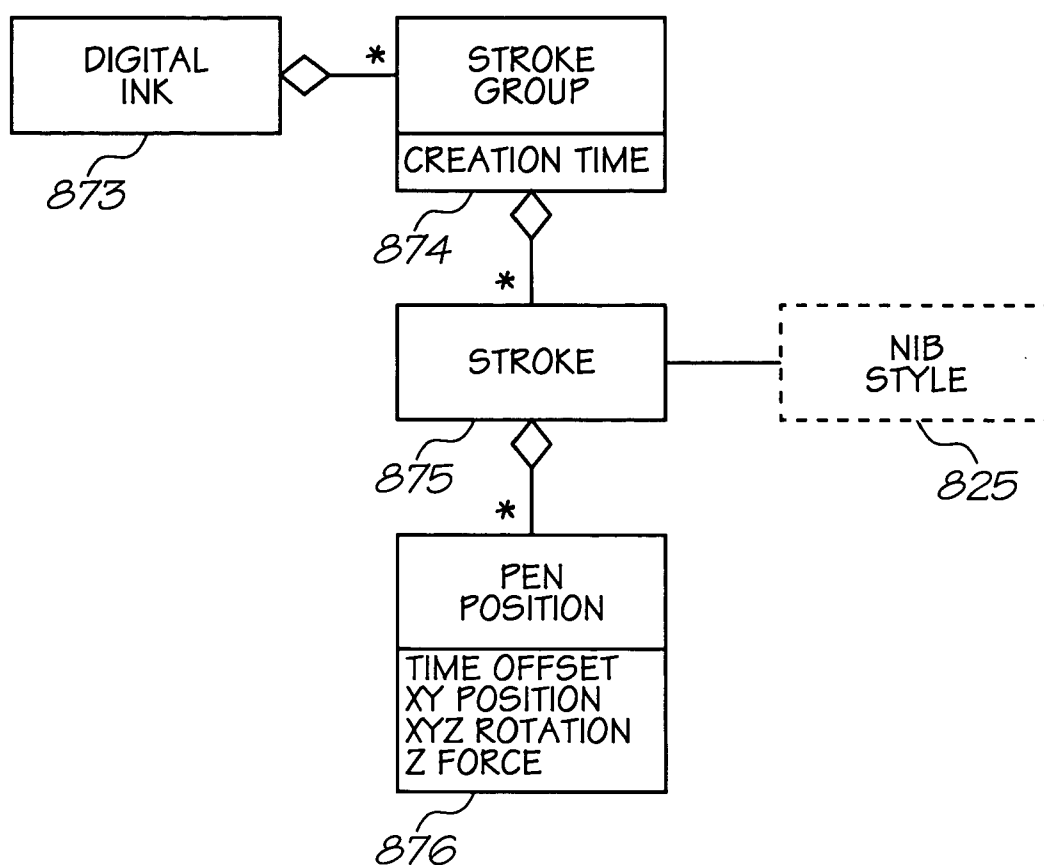 DIGITAL
INK
873
*
STROKE
GROUP
CREATION TIME
874
*
STROKE
875
NIB
STYLE
825
*
PEN
POSITION
TIME OFFSET
XY POSITION
XYZ ROTATION
Z FORCE
876